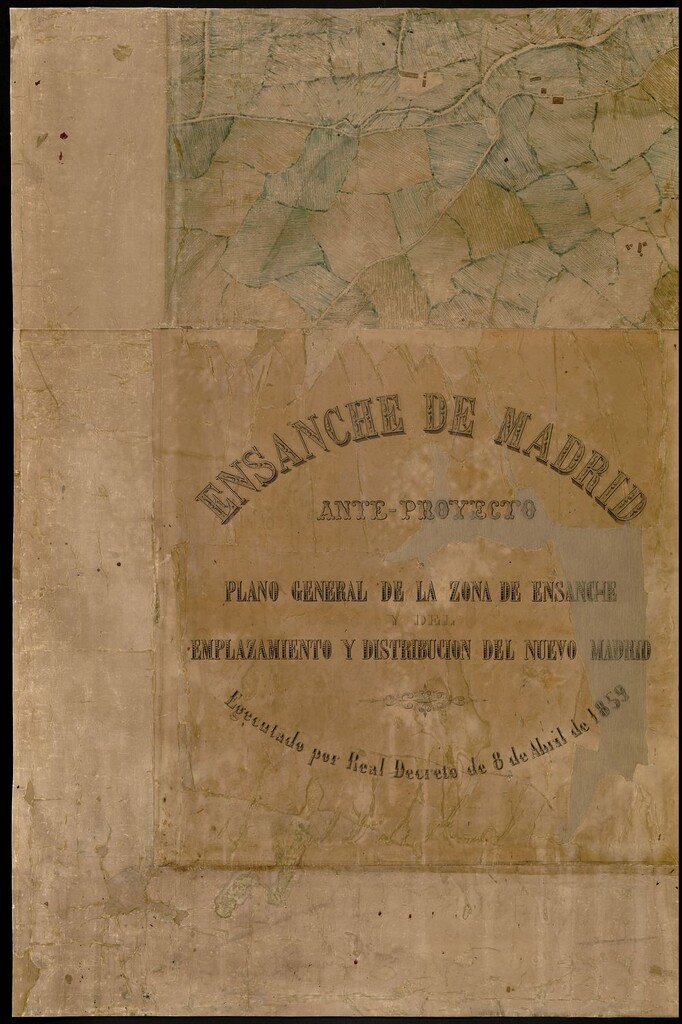 ENSANCHE DE MADRID
ANTE-PROYECTO
PLANO GENERAL DE LA ZONA DE ENSANCHE
Y DEL
EMPLAZAMIENTO Y DISTRIBUCION DEL NUEVO MADRID
Egecutado por Real Decreto de 8 de Abril de 1859